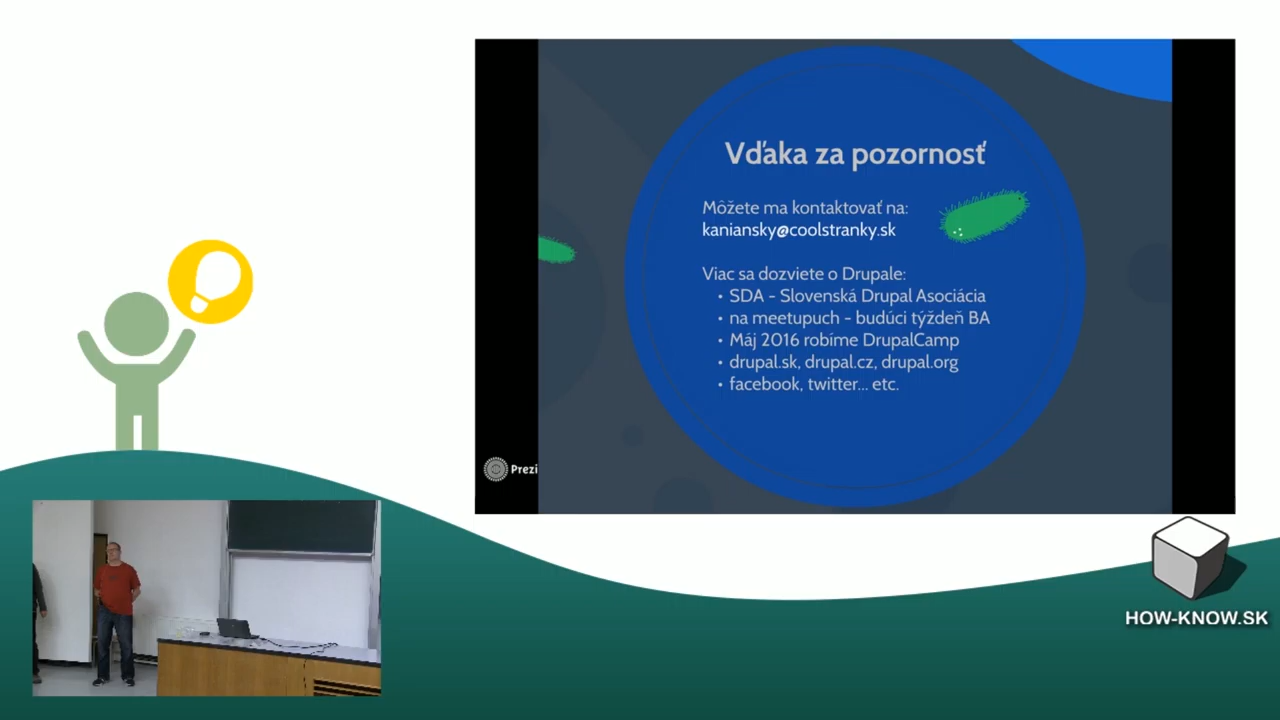 Vďaka za pozornosť
Môžete ma kontaktovať na:
kaniansky@coolstranky.sk
Viac sa dozviete o Drupale:
• SDA - Slovenská Drupal Asociácia
• na meetupuch - budúci týždeň BA
• Máj 2016 robíme DrupalCamp
• drupal.sk, drupal.cz, drupal.org
• facebook, twitter... etc.
Prezi
HOW-KNOW.SK